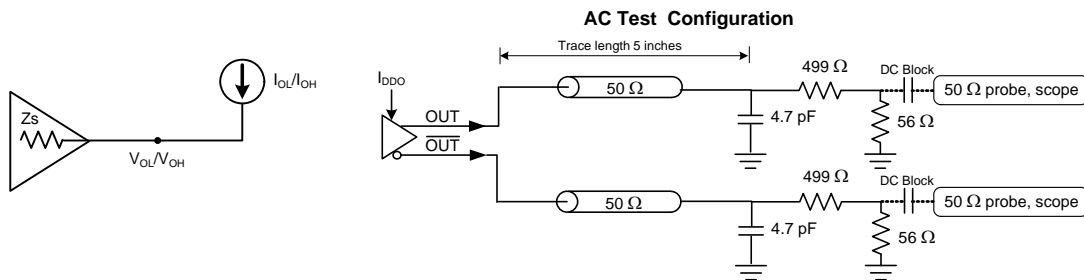 AC Test Configuration
Zs
V_OL/V_OH
I_OL/I_OH
Trace length 5 inches
I_DDO
OUT
OUT
50 Ω
4.7 pF
499 Ω
DC Block
56 Ω
50 Ω probe, scope
50 Ω
4.7 pF
499 Ω
DC Block
56 Ω
50 Ω probe, scope